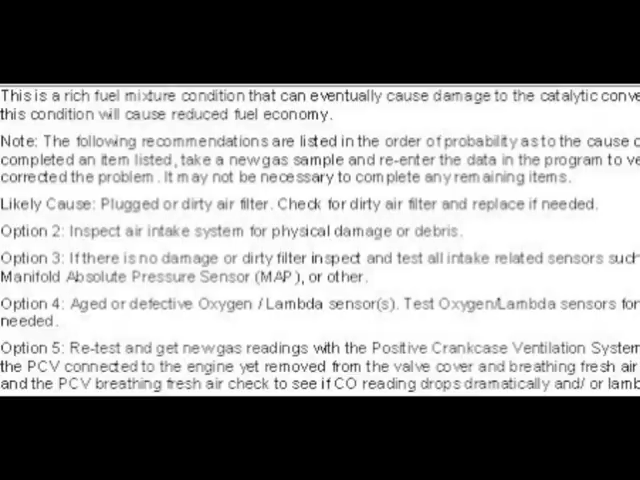 This is a rich fuel mixture condition that can eventually cause damage to the catalytic conve
this condition will cause reduced fuel economy.
Note: The following recommendations are listed in the order of probability as to the cause o
completed an item listed, take a new gas sample and re-enter the data in the program to ve
corrected the problem. It may not be necessary to complete any remaining items.
Likely Cause: Plugged or dirty air filter. Check for dirty air filter and replace if needed.
Option 2: Inspect air intake system for physical damage or debris.
Option 3: If there is no damage or dirty filter inspect and test all intake related sensors such
Manifold Absolute Pressure Sensor (MAP), or other.
Option 4: Aged or defective Oxygen / Lambda sensor(s). Test Oxygen/Lambda sensors for
needed.
Option 5: Re-test and get new gas readings with the Positive Crankcase Ventilation System
the PCV connected to the engine yet removed from the valve cover and breathing fresh air
and the PCV breathing fresh air check to see if CO reading drops dramatically and/ or lamb